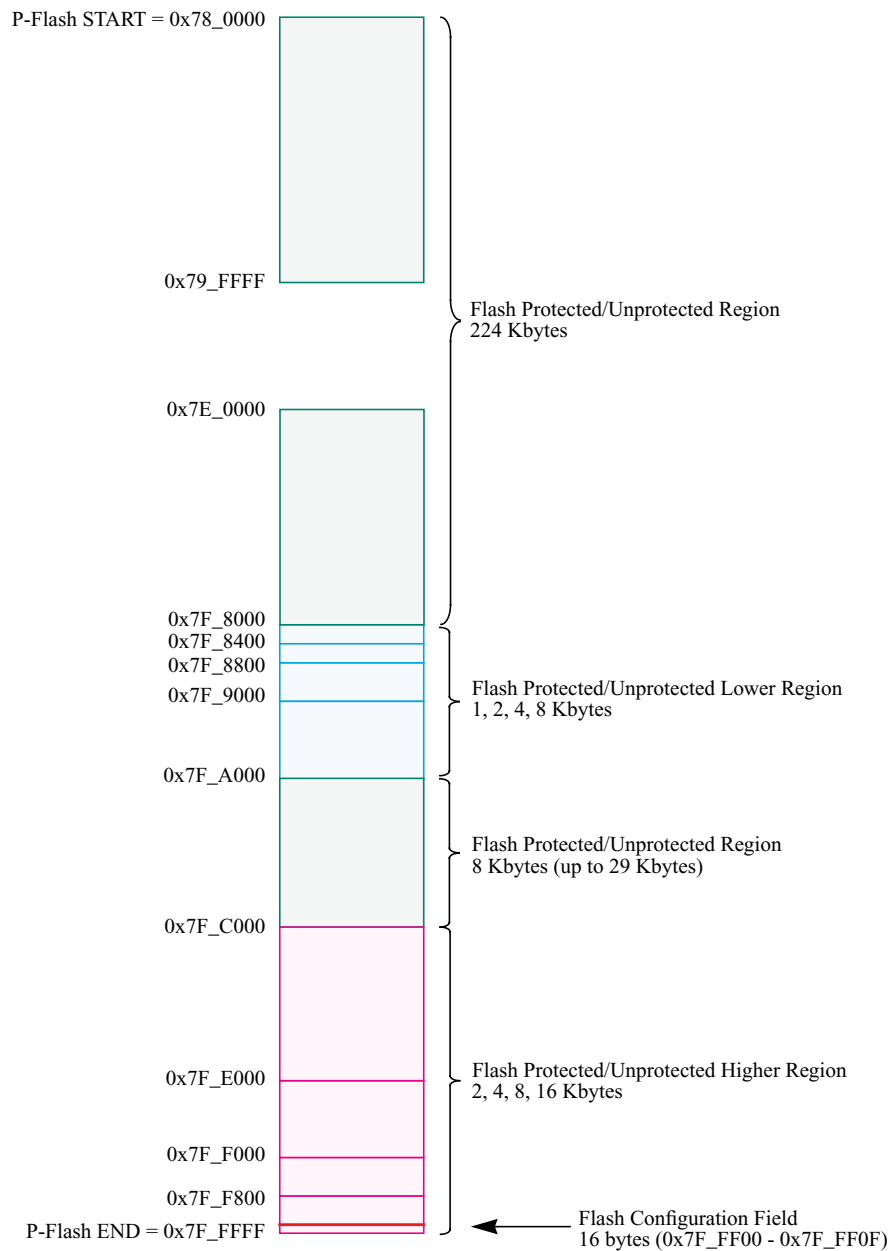 P-Flash START = 0x78_0000
0x79_FFFF
Flash Protected/Unprotected Region
224 Kbytes
0x7E_0000
0x7F_8000
0x7F_8400
0x7F_8800
0x7F_9000
Flash Protected/Unprotected Lower Region
1, 2, 4, 8 Kbytes
0x7F_A000
Flash Protected/Unprotected Region
8 Kbytes (up to 29 Kbytes)
0x7F_C000
Flash Protected/Unprotected Higher Region
2, 4, 8, 16 Kbytes
0x7F_E000
0x7F_F000
0x7F_F800
P-Flash END = 0x7F_FFFF
Flash Configuration Field
16 bytes (0x7F_FF00 - 0x7F_FF0F)